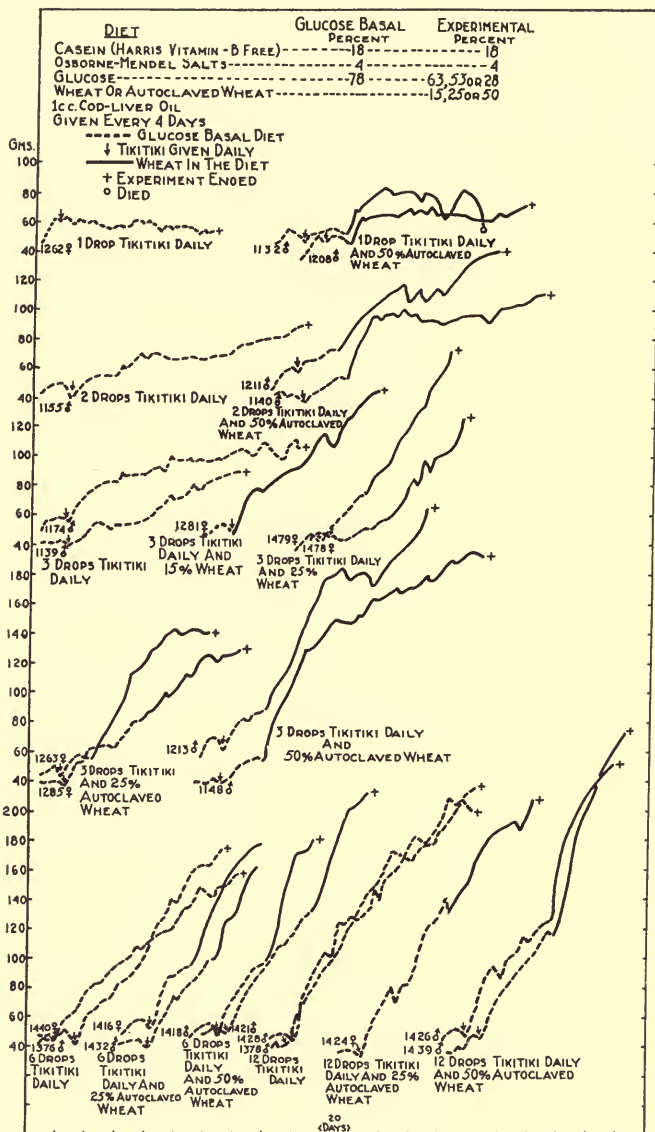 DIET GLUCOSE BASAL PERCENT EXPERIMENTAL PERCENT
CASEIN (HARRIS VITAMIN-B FREE) 18 18
OSBORNE-MENDEL SALTS 4 4
GLUCOSE 78 63,53 OR 28
WHEAT OR AUTOCLAVED WHEAT 15,25 OR 50
1 CC. COD-LIVER OIL
GIVEN EVERY 4 DAYS
GLUCOSE BASAL DIET
↓ TIKITIKI GIVEN DAILY
WHEAT IN THE DIET
+ EXPERIMENT ENDED
° DIED
GMS.
100
80
60
40
1262♀
1 DROP TIKITIKI DAILY
1132♂
1208♂
1 DROP TIKITIKI DAILY
AND 50% AUTOCLAVED
WHEAT
100
80
60
40
1155♂
2 DROPS TIKITIKI DAILY
1211♂
1140♂
2 DROPS TIKITIKI DAILY
AND 50% AUTOCLAVED
WHEAT
120
100
80
60
40
1174♂
1139♂
3 DROPS TIKITIKI
DAILY
1281♀
3 DROPS TIKITIKI
DAILY AND
15% WHEAT
1479♀
1478♀
3 DROPS TIKITIKI DAILY
AND 25%
WHEAT
180
160
140
120
100
80
60
40
1263♀
1285♀
3 DROPS TIKITIKI
AND 25%
AUTOCLAVED
WHEAT
1213♂
1148♂
3 DROPS TIKITIKI DAILY
AND
50% AUTOCLAVED WHEAT
200
180
160
140
120
100
80
60
40
1440♀
1376♂
6 DROPS
TIKITIKI
DAILY
1416♀
1432♂
6 DROPS
TIKITIKI
DAILY AND
25% AUTOCLAVED
WHEAT
1418♀
1421♂
6 DROPS
TIKITIKI
DAILY
AND 50%
AUTOCLAVED
WHEAT
1428♂
1378♂
12 DROPS
TIKITIKI
DAILY
1424♀
12 DROPS TIKITIKI
DAILY AND 25%
AUTOCLAVED
WHEAT
1426♂
1439♂
12 DROPS TIKITIKI DAILY
AND 50% AUTOCLAVED
WHEAT
20
(DAYS)